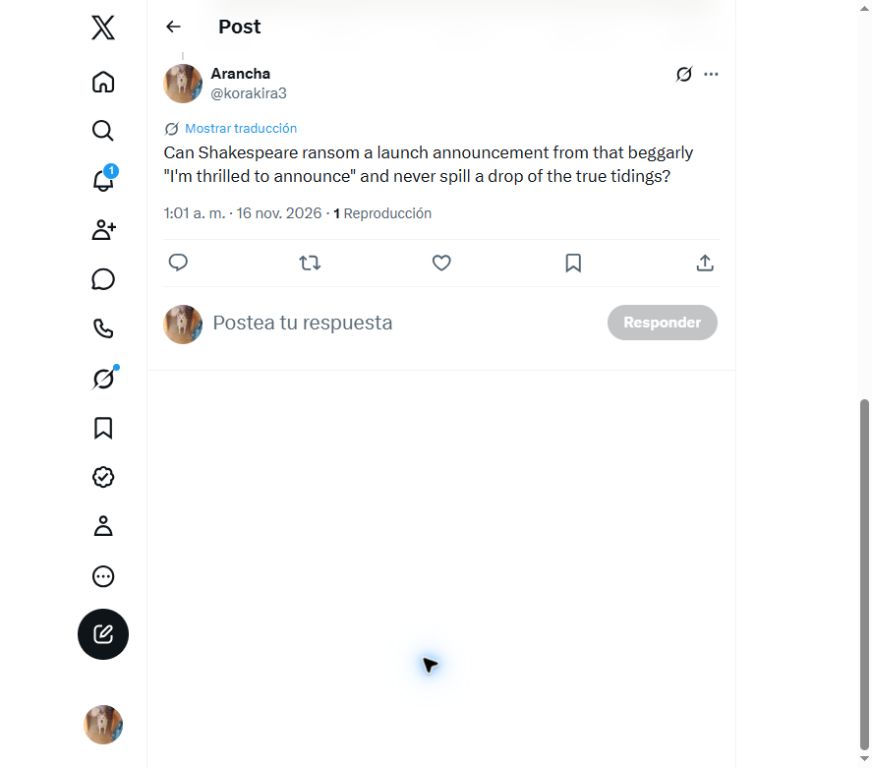 Post
Arancha
@korakira3
Mostrar traducción
Can Shakespeare ransom a launch announcement from that beggarly
"I'm thrilled to announce" and never spill a drop of the true tidings?
1:01 a. m. · 16 nov. 2026 · 1 Reproducción
Postea tu respuesta
Responder
1